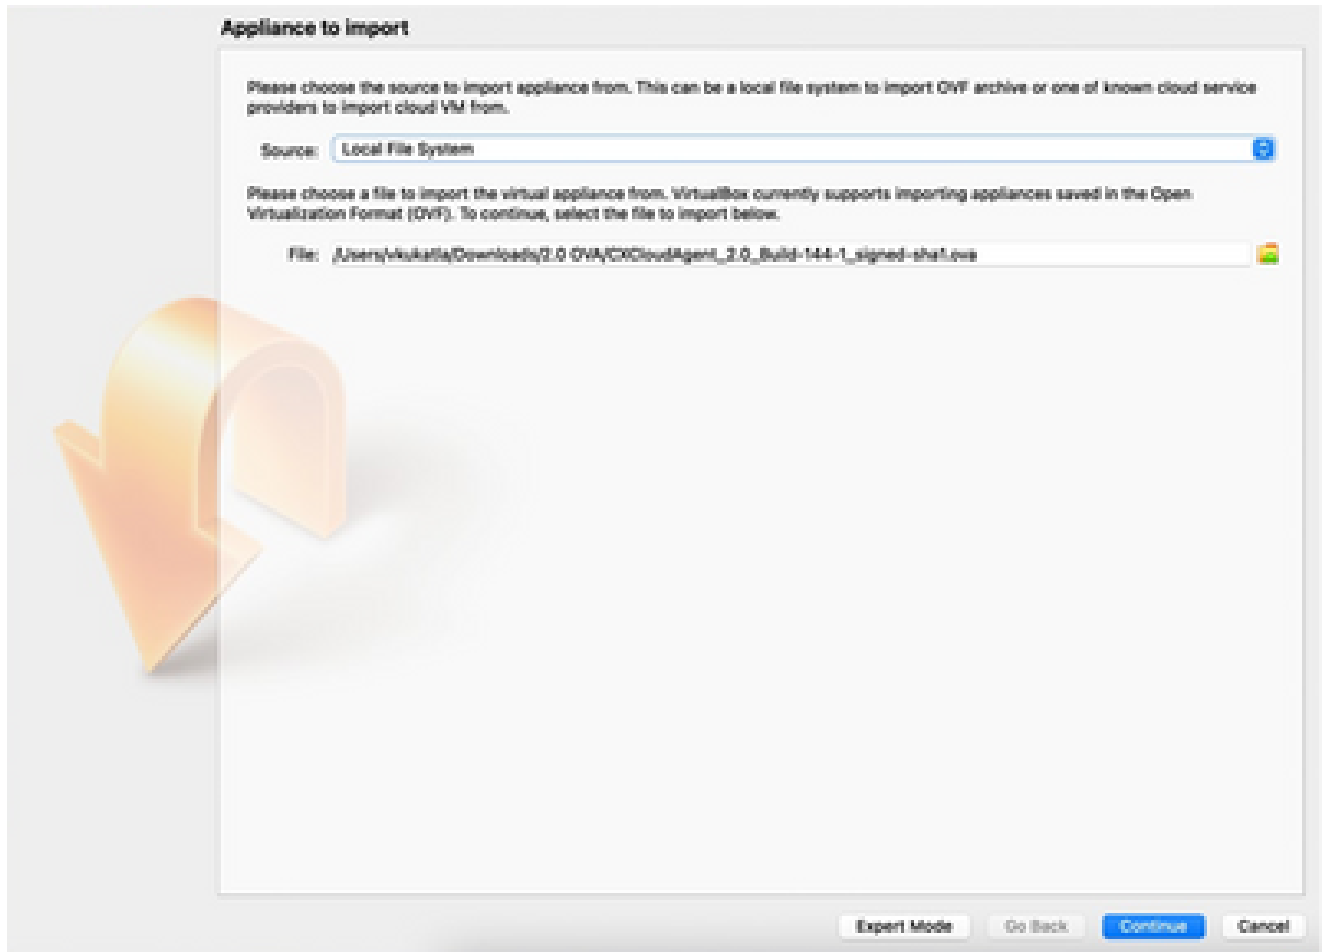 Appliance to import
Please choose the source to import appliance from. This can be a local file system to import OVF archive or one of known cloud service
providers to import cloud VM from.
Source: Local File System
Please choose a file to import the virtual appliance from. VirtualBox currently supports importing appliances saved in the Open
Virtualization Format (OVF). To continue, select the file to import below.
File: /Users/vkukatla/Downloads/2.0 OVA/CXCloudAgent_2.0_Build-144-1_signed-sha1.ova
Expert Mode Go Back Continue Cancel